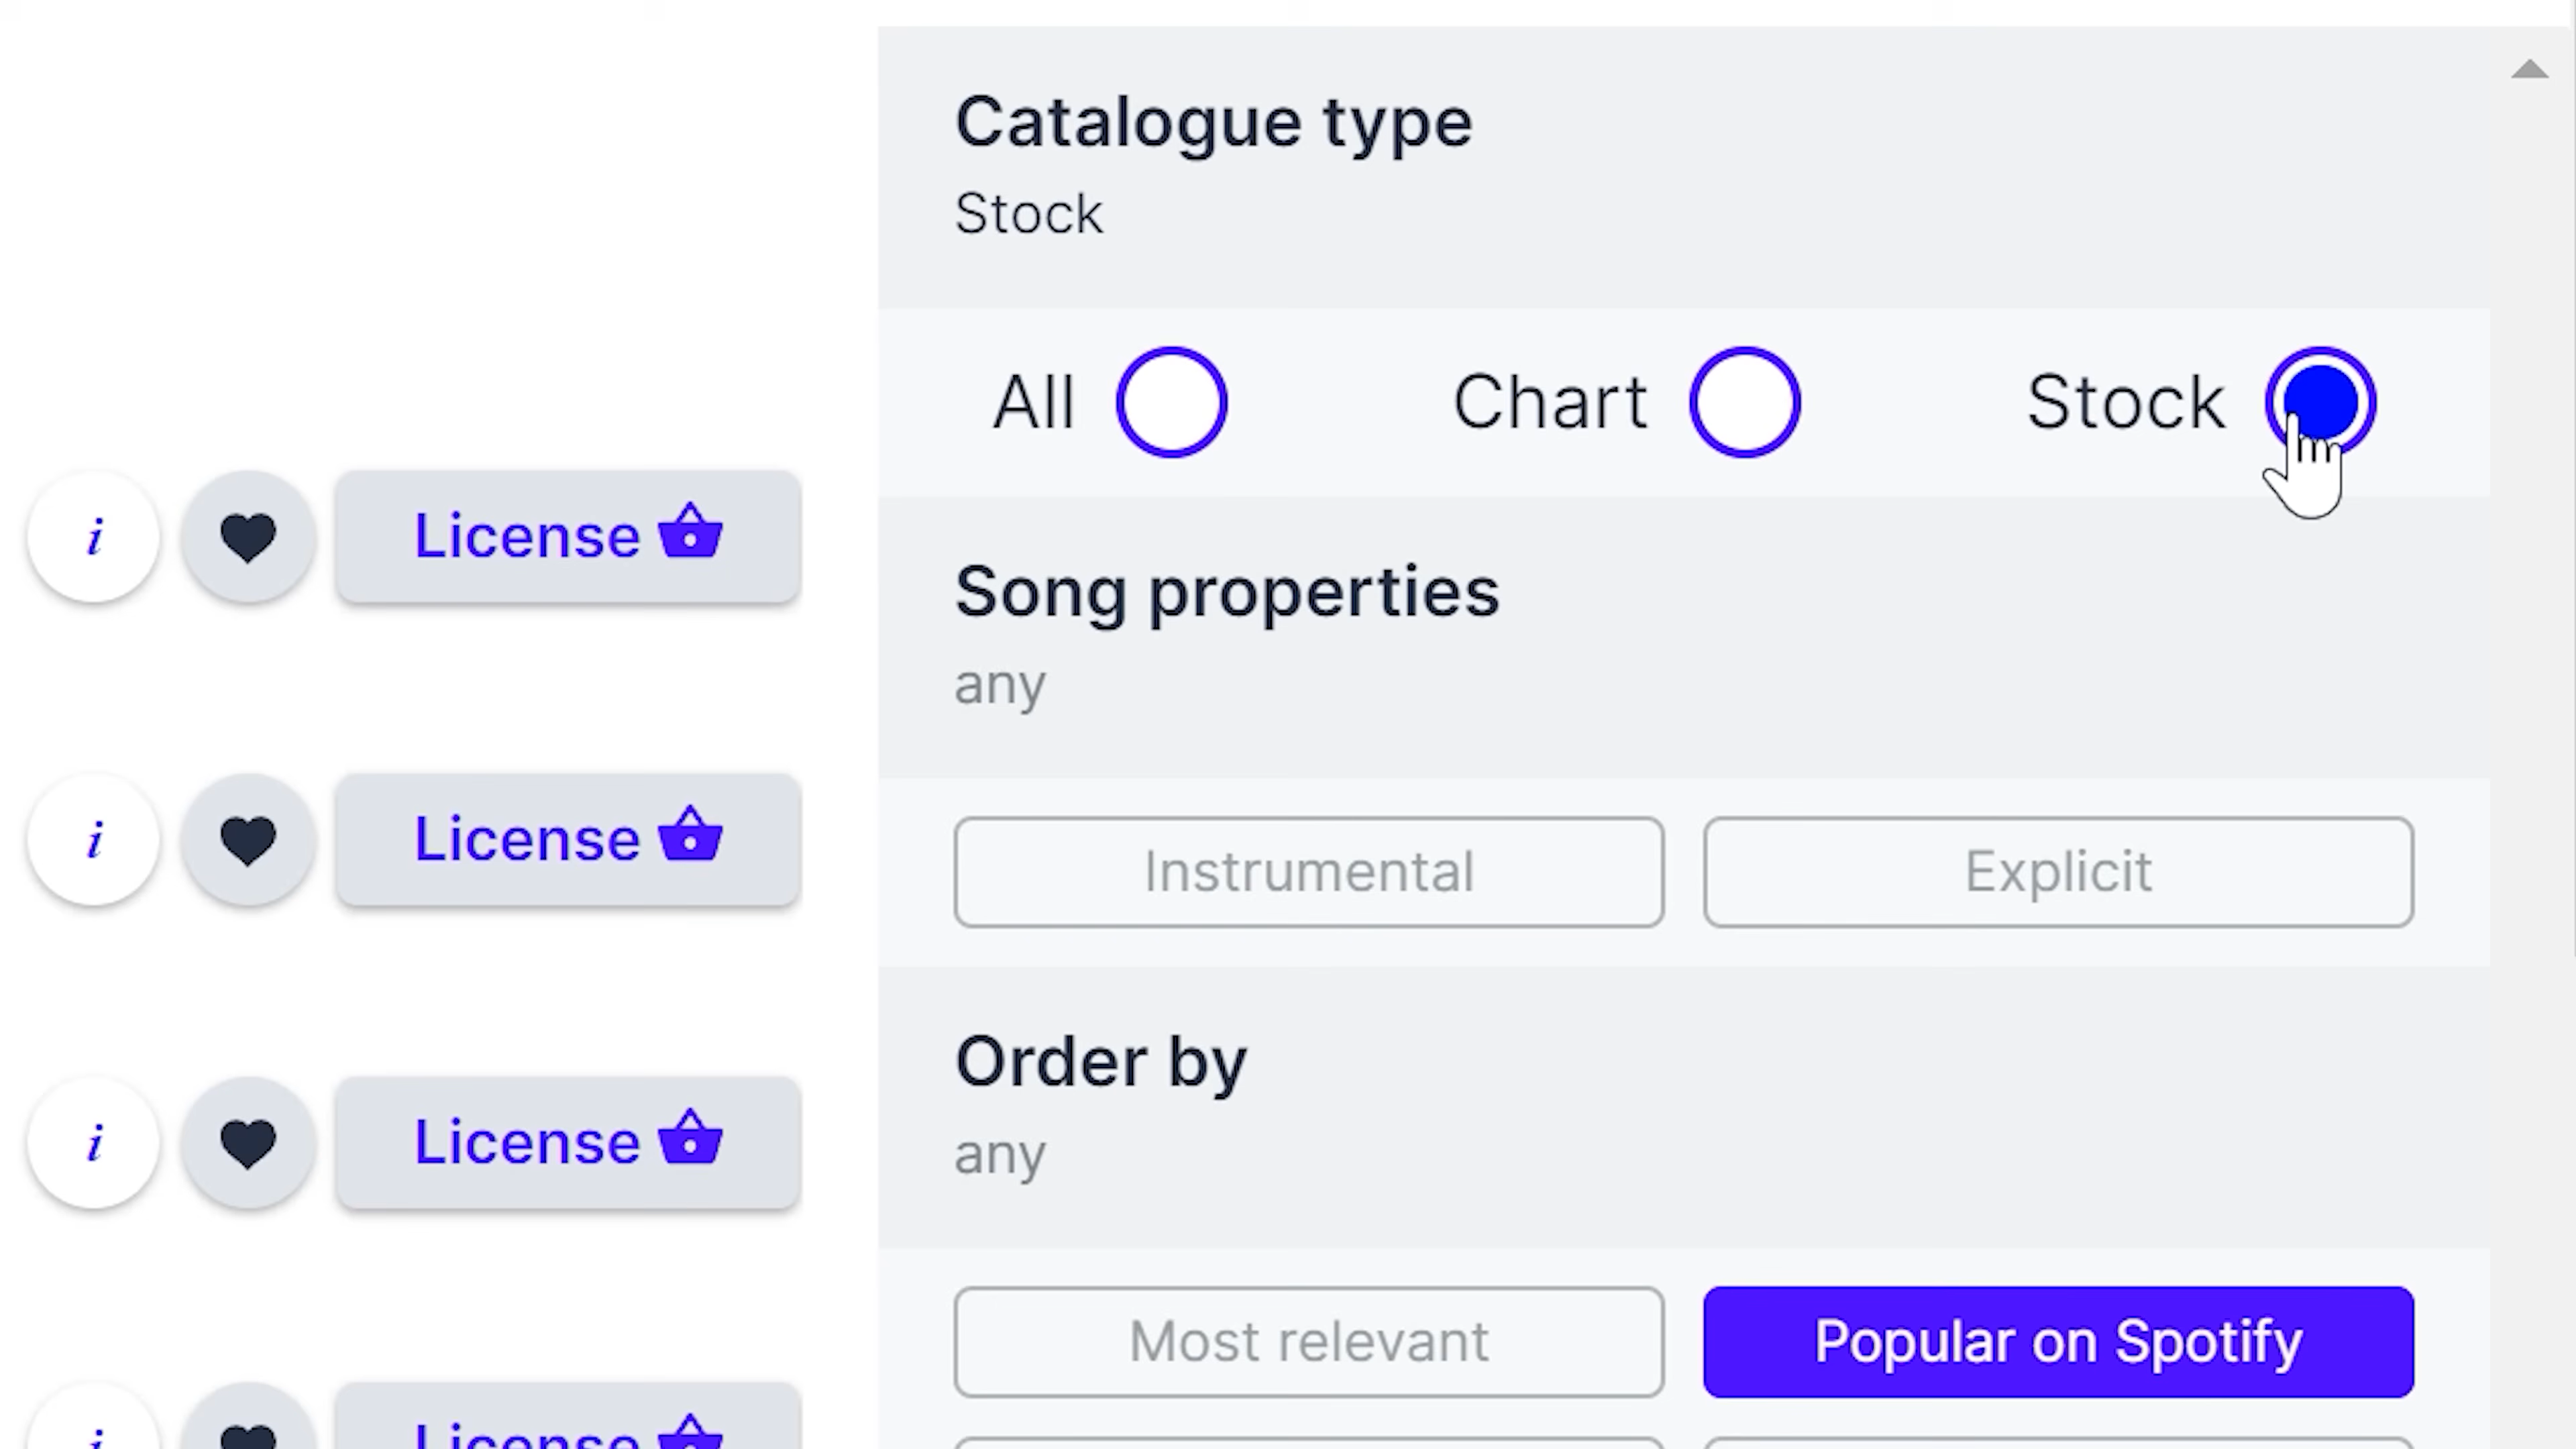 Catalogue type
Stock
All
Chart
Stock
i
License
Song properties
any
i
License
Instrumental
Explicit
Order by
i
License
any
Most relevant
Popular on Spotify
i
License